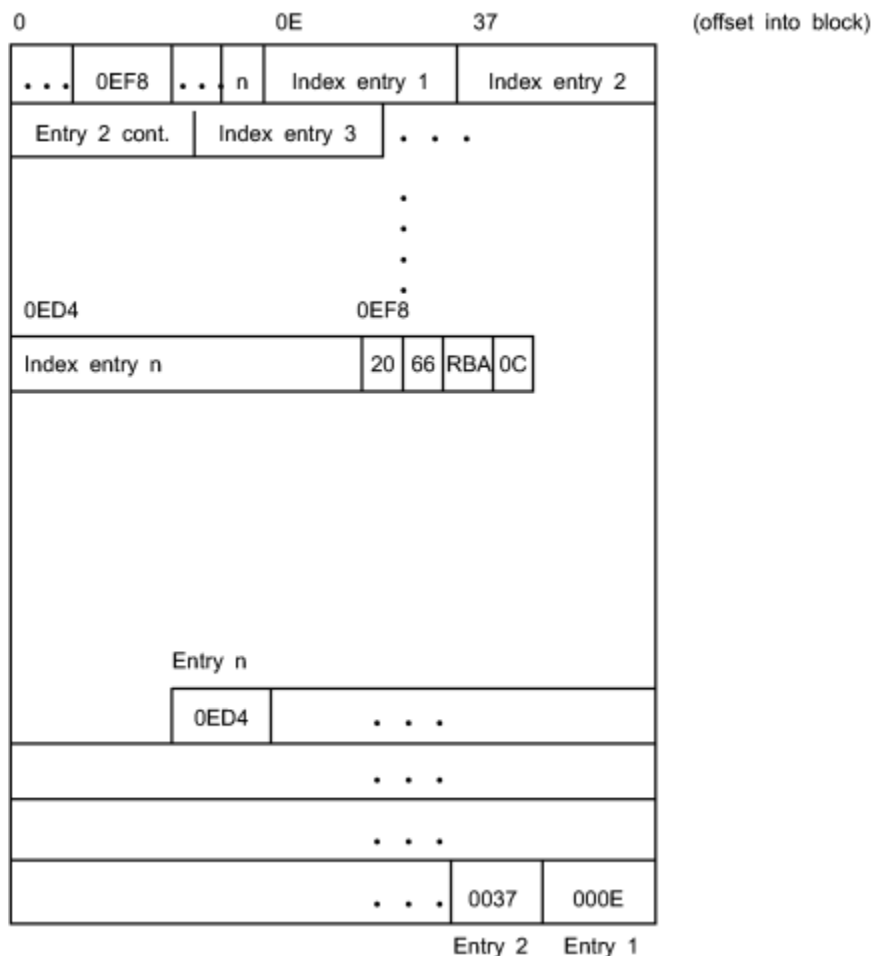 0 0E 37 (offset into block)
... 0EF8 ... n Index entry 1 Index entry 2
Entry 2 cont. Index entry 3 . . .
0ED4 0EF8
Index entry n 20 66 RBA 0C
Entry n
0ED4 . . .
. . .
. . .
. . . 0037 000E
Entry 2 Entry 1